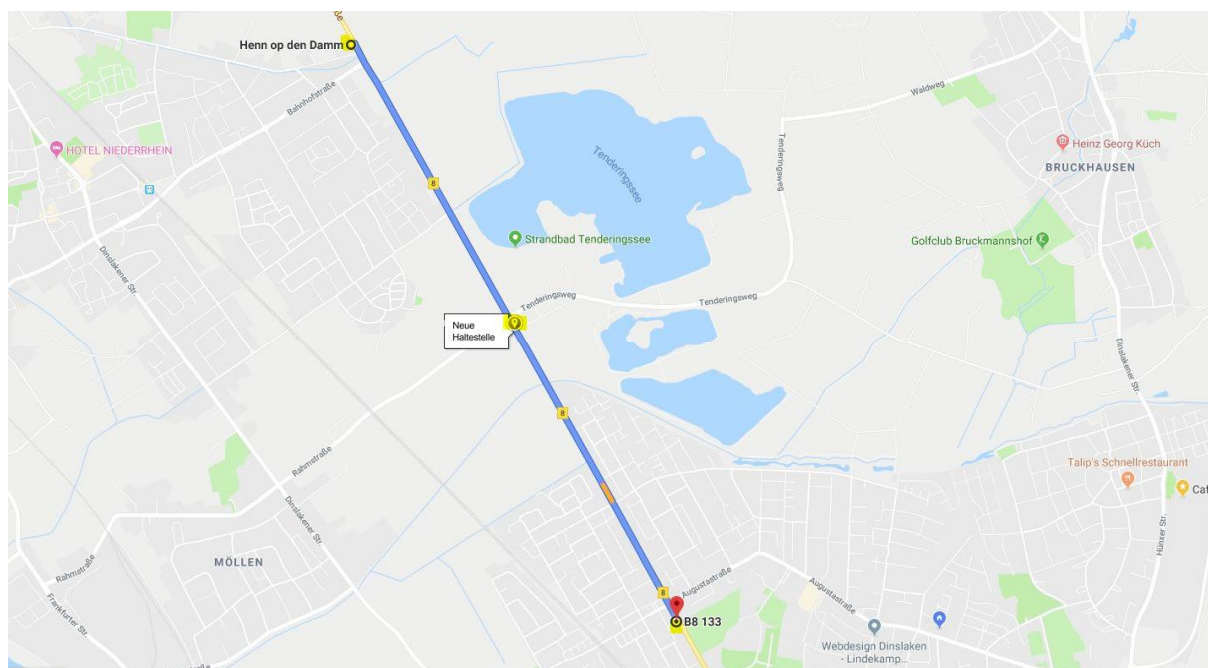 aße
Henn op den Damm
Bahnhofstraße
Waldweg
HOTEL NIEDERRHEIN
Tenderingssee
Tenderingsweg
Heinz Georg Küch
BRUCKHAUSEN
8
Strandbad Tenderingssee
Golfclub Bruckmannshof
Dinslakener Str.
Tenderingsweg
Tenderingsweg
Neue
Haltestelle
Dinslakener Str.
8
Rahmstraße
Talip's Schnellrestaurant
Caf
Dinslakener Str.
Hünxer Str.
MÖLLEN
Rahmstraße
Frankfurter Str.
8
Augustastraße
Augustastraße
B8 133
Webdesign Dinslaken
- Lindekamp...